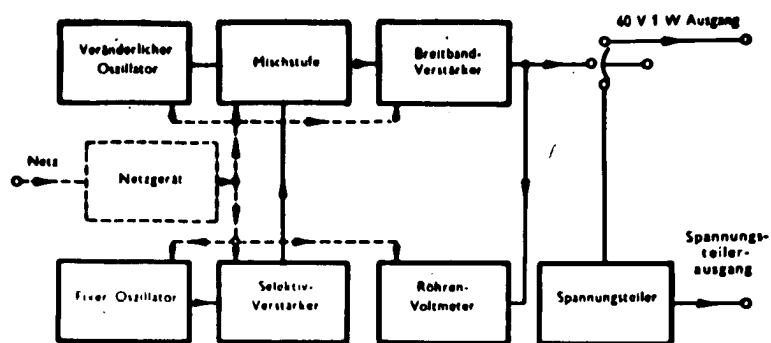 60 V 1 W Ausgang
Veränderlicher
Oszillator
Mischstufe
Breitband-
Verstärker
Netz
Netzgerät
Spannungs-
teiler-
ausgang
Fixer Oszillator
Selektiv-
Verstärker
Röhren-
Voltmeter
Spannungsteiler